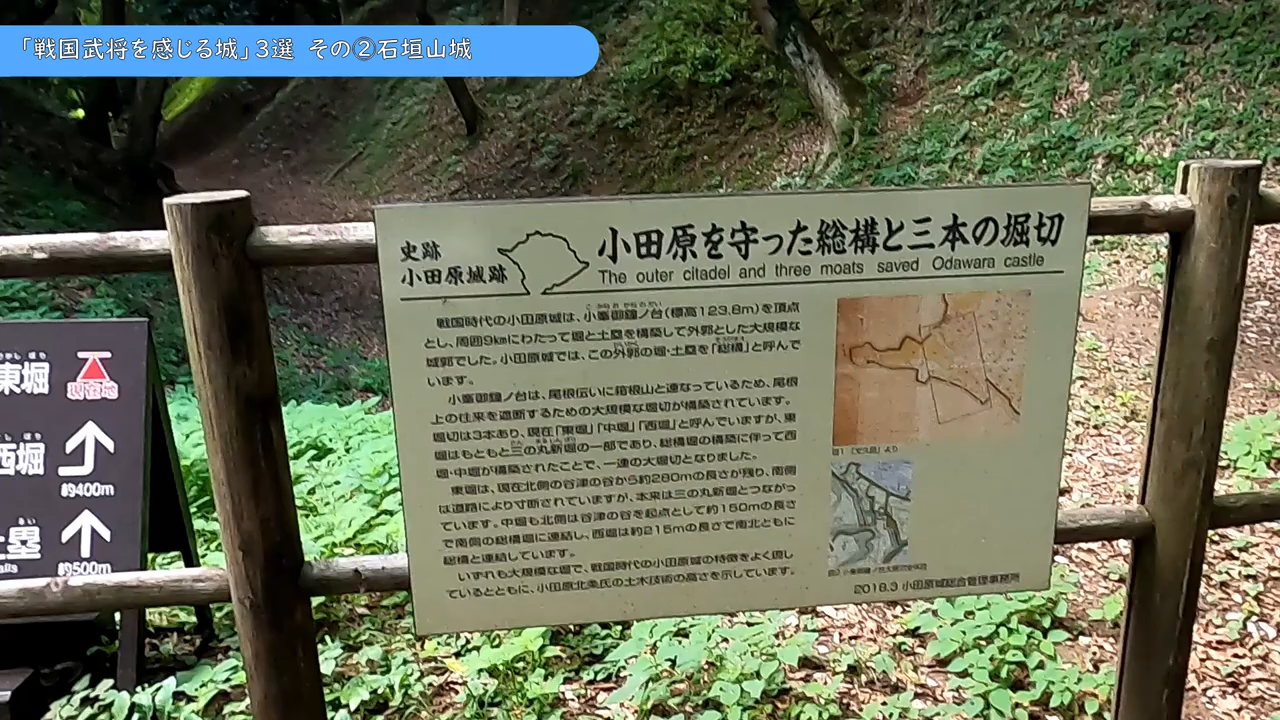 「戦国武将を感じる城」3選 その②石垣山城
史跡
小田原城跡
小田原を守った総構と三本の堀切
The outer citadel and three moats saved Odawara castle
戦国時代の小田原城は、小峯御鐘ノ台(標高123.8m)を頂点
とし、周囲9kmにわたって堀と土塁を構築して外郭とした大規模な
城郭でした。小田原城では、この外郭の堀・土塁を「総構」と呼んで
います。
小峯御鐘ノ台は、尾根伝いに箱根山と連なっているため、尾根
上の往来を遮断するための大規模な堀切が構築されています。
堀切は3本あり、現在「東堀」「中堀」「西堀」と呼んでいますが、東
堀はもともと三の丸新堀の一部であり、総構堀の構築に伴って西
堀・中堀が構築されたことで、一連の大堀切となりました。
東堀は、現在北側の谷津の谷から約280mの長さが残り、南側
は道路により寸断されていますが、本来は三の丸新堀とつながっ
ています。中堀も北側は谷津の谷を起点として約150mの長さ
で南側の総構堀に連結し、西堀は約215mの長さで南北ともに
総構と連結しています。
いずれも大規模な堀で、戦国時代の小田原城の特徴をよく現し
ているとともに、小田原北条氏の土木技術の高さを示しています。
2018.3 小田原城総合管理事務所
東堀
現在地
西堀
約400m
土塁
約500m